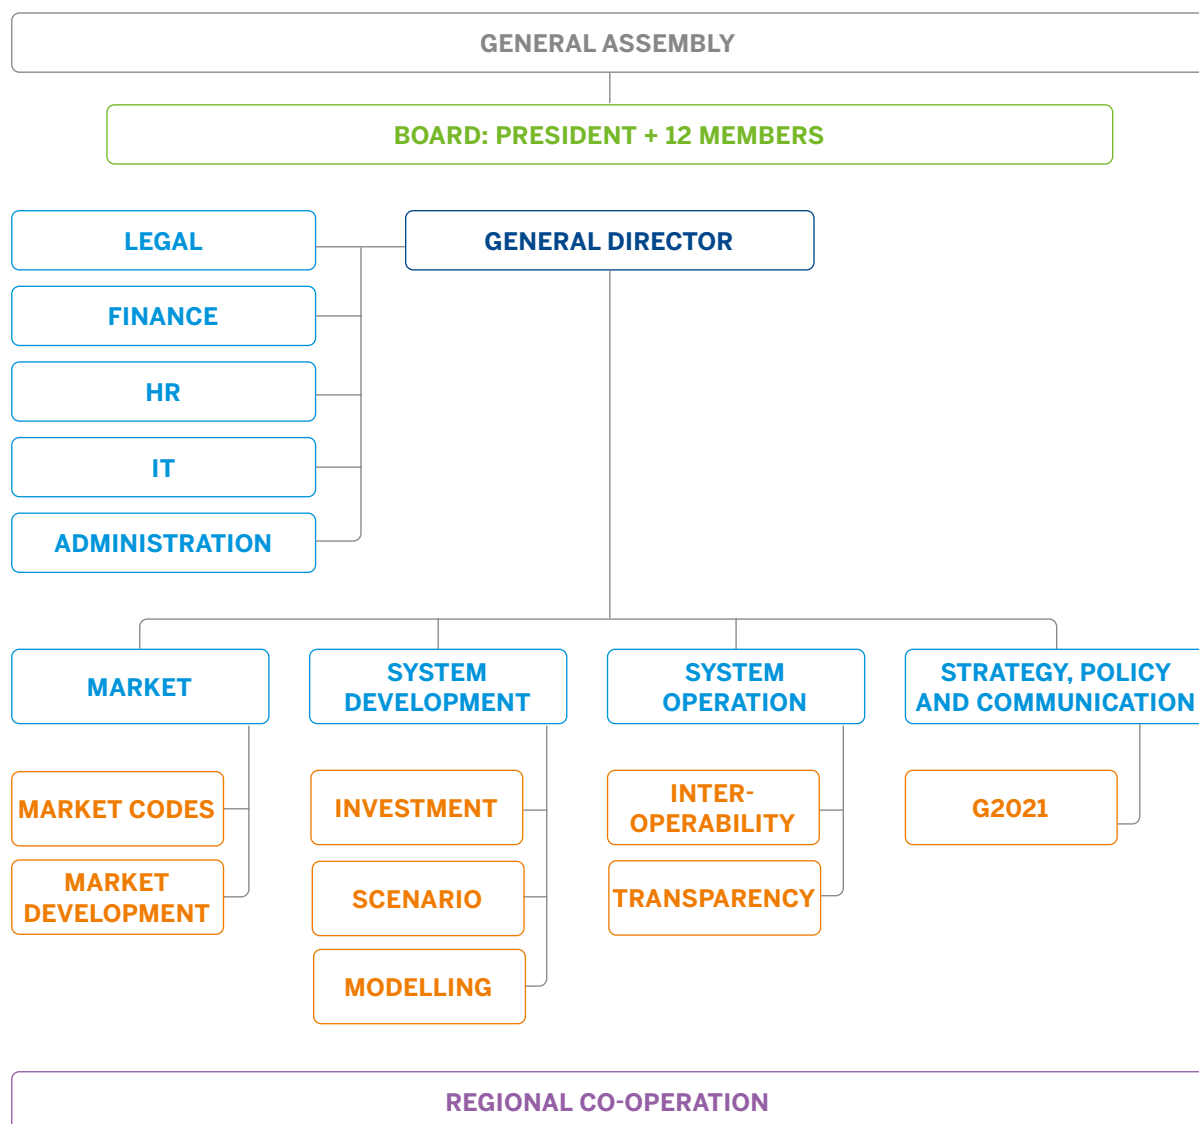 GENERAL ASSEMBLY
BOARD: PRESIDENT + 12 MEMBERS
LEGAL
GENERAL DIRECTOR
FINANCE
HR
IT
ADMINISTRATION
MARKET
SYSTEM
DEVELOPMENT
SYSTEM
OPERATION
STRATEGY, POLICY
AND COMMUNICATION
MARKET CODES
MARKET
DEVELOPMENT
INVESTMENT
SCENARIO
MODELLING
INTER-
OPERABILITY
TRANSPARENCY
G2021
REGIONAL CO-OPERATION